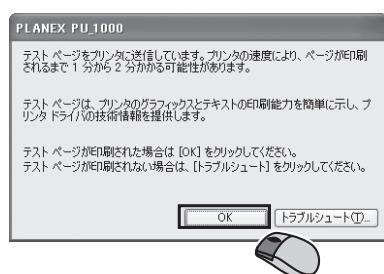 PLANEX PU_1000
テスト ページをプリンタに送信しています。プリンタの速度により、ページが印刷
されるまで 1 分から 2 分かかる可能性があります。
テスト ページは、プリンタのグラフィックスとテキストの印刷能力を簡単に示し、プ
リンタ ドライバの技術情報を提供します。
テスト ページが印刷された場合は [OK] をクリックしてください。
テスト ページが印刷されない場合は、[トラブルシュート] をクリックしてください。
OK
トラブルシュート(T)...